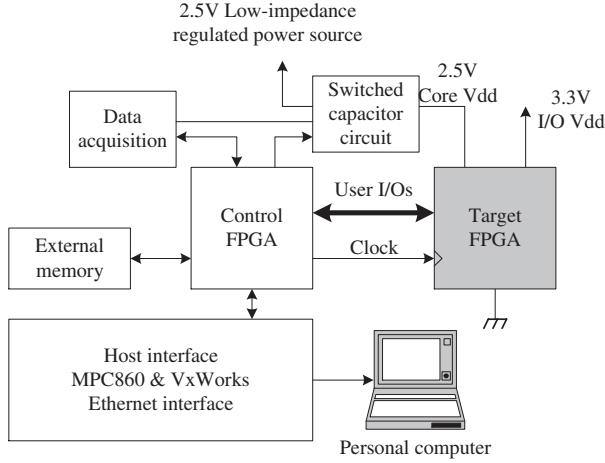 2.5V Low-impedance
regulated power source
2.5V
Core Vdd
3.3V
I/O Vdd
Switched
capacitor
circuit
Data
acquisition
User I/Os
Control
FPGA
Target
FPGA
Clock
External
memory
Host interface
MPC860 & VxWorks
Ethernet interface
Personal computer